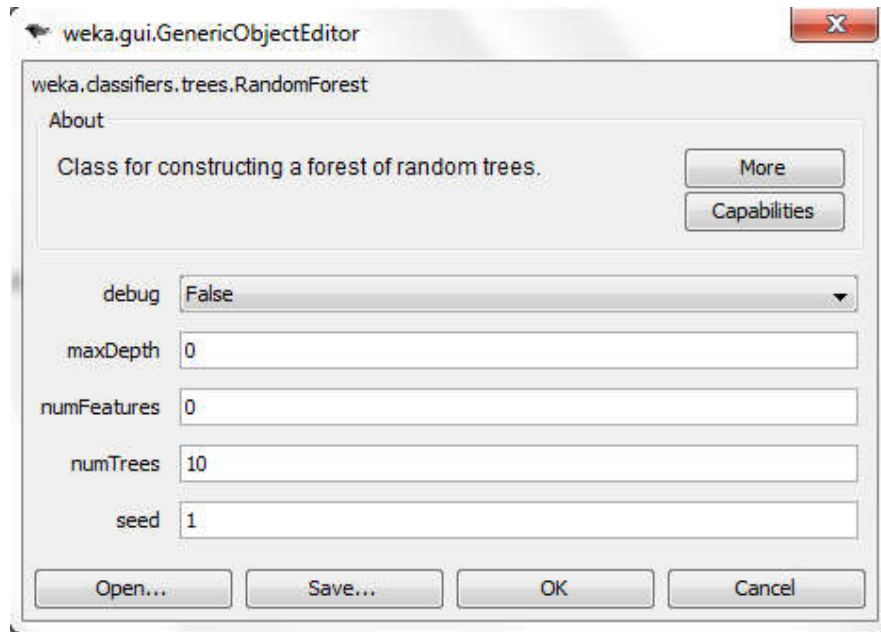 weka.gui.GenericObjectEditor
weka.classifiers.trees.RandomForest
About
Class for constructing a forest of random trees.
More
Capabilities
debug False
maxDepth 0
numFeatures 0
numTrees 10
seed 1
Open... Save... OK Cancel